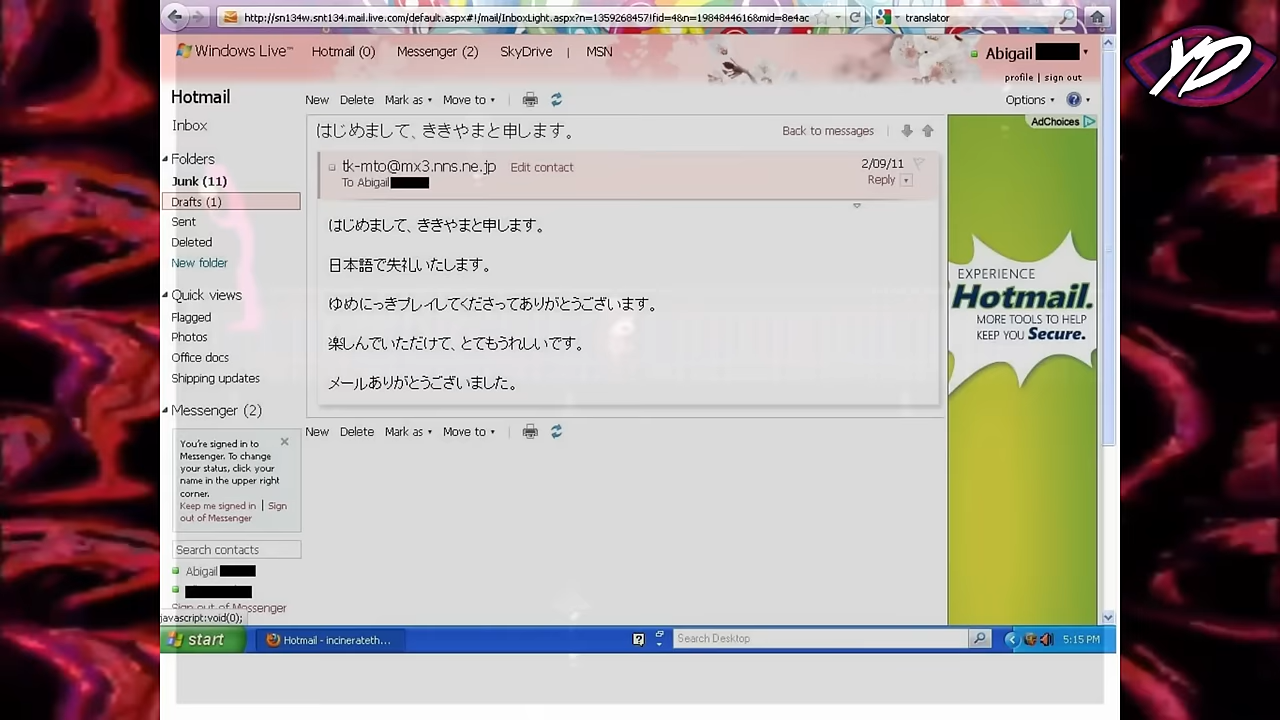 http://sn134w.snt134.mail.live.com/default.aspx#!/mail/InboxLight.aspx?n=1359268457!fid=4&n=1984844616&mid=8e4ac
translator
YD
Windows Live™
Hotmail (0)
Messenger (2)
SkyDrive
|
MSN
Abigail
profile | sign out
Hotmail
New
Delete
Mark as
Move to
Options
Inbox
はじめまして、ききやまと申します。
Back to messages
AdChoices
Folders
Junk (11)
Drafts (1)
Sent
Deleted
New folder
tk-mto@mx3.nns.ne.jp
Edit contact
2/09/11
To Abigail
Reply
はじめまして、ききやまと申します。
日本語で失礼いたします。
ゆめにっきプレイしてくださってありがとうございます。
楽しんでいただけて、とてもうれしいです。
メールありがとうございました。
Quick views
Flagged
Photos
Office docs
Shipping updates
EXPERIENCE
Hotmail.
MORE TOOLS TO HELP
KEEP YOU Secure.
Messenger (2)
New
Delete
Mark as
Move to
You're signed in to
Messenger. To change
your status, click your
name in the upper right
corner.
Keep me signed in | Sign
out of Messenger
Search contacts
Abigail
Sign out of Messenger
javascript:void(0);
start
Hotmail - incinerateth...
Search Desktop
5:15 PM